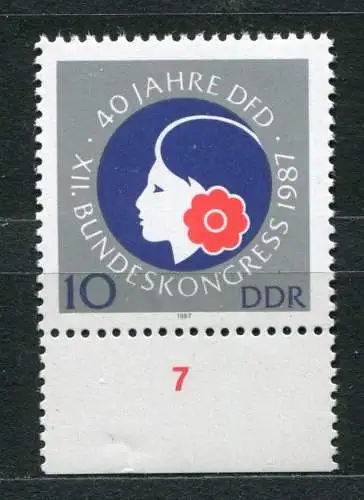 · 40 JAHRE DFD ·
XII. BUNDESKONGRESS 1987
10 DDR
1987
7